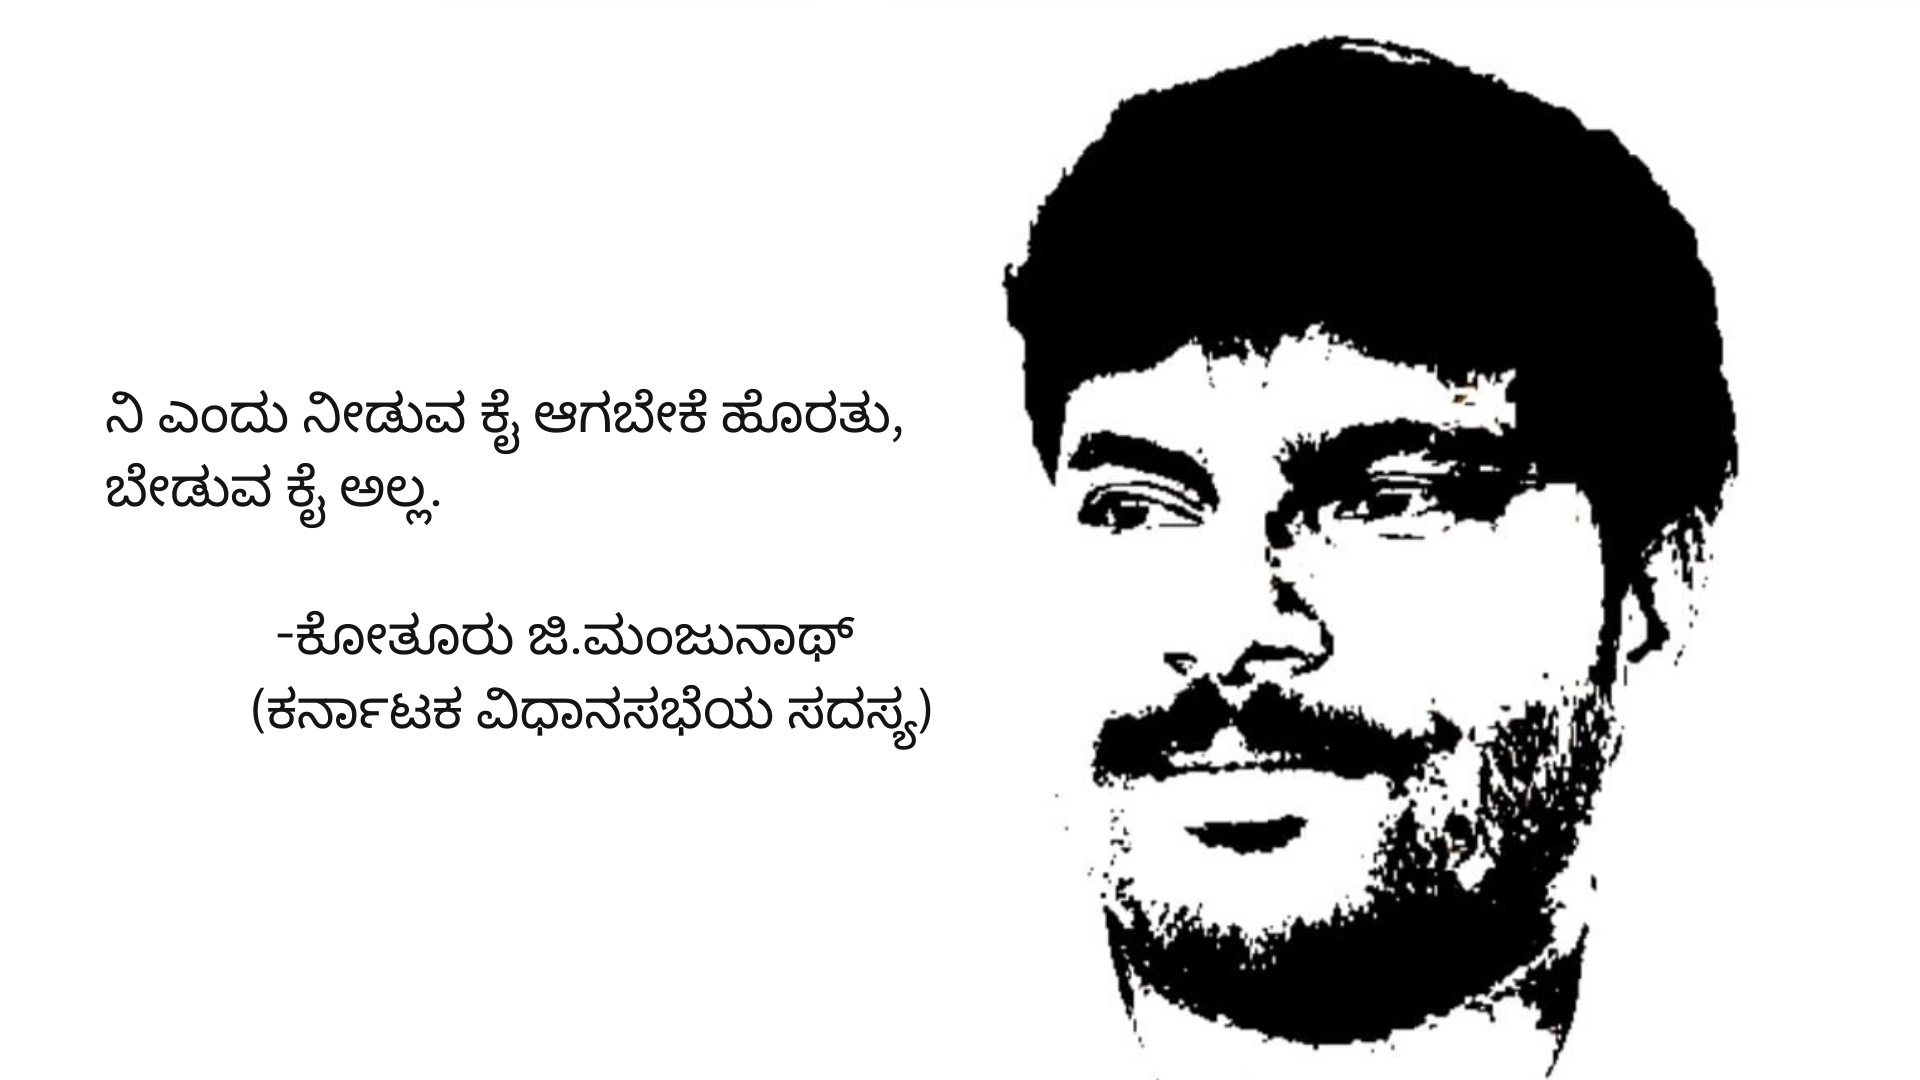 ನಿ ಎಂದು ನೀಡುವ ಕೈ ಆಗಬೇಕೆ ಹೊರತು,
ಬೇಡುವ ಕೈ ಅಲ್ಲ.
-ಕೋತೂರು ಜಿ.ಮಂಜುನಾಥ್
(ಕರ್ನಾಟಕ ವಿಧಾನಸಭೆಯ ಸದಸ್ಯ)